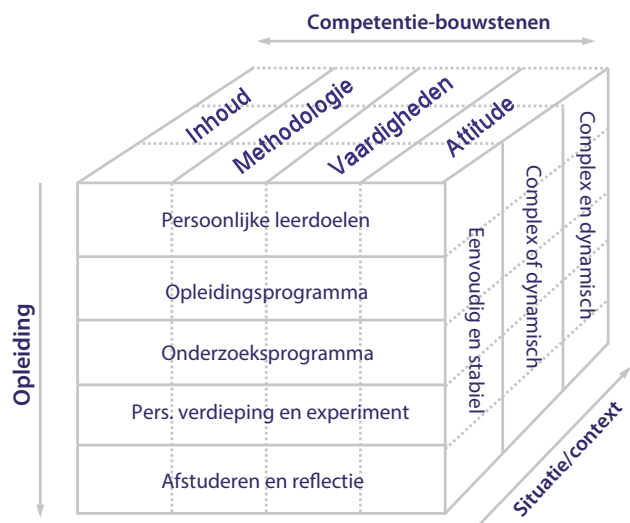 Competentie-bouwstenen
Inhoud
Methodologie
Vaardigheden
Attitude
Opleiding
Persoonlijke leerdoelen
Opleidingsprogramma
Onderzoeksprogramma
Pers. verdieping en experiment
Afstuderen en reflectie
Eenvoudig en stabiel
Complex of dynamisch
Complex en dynamisch
Situatie/context